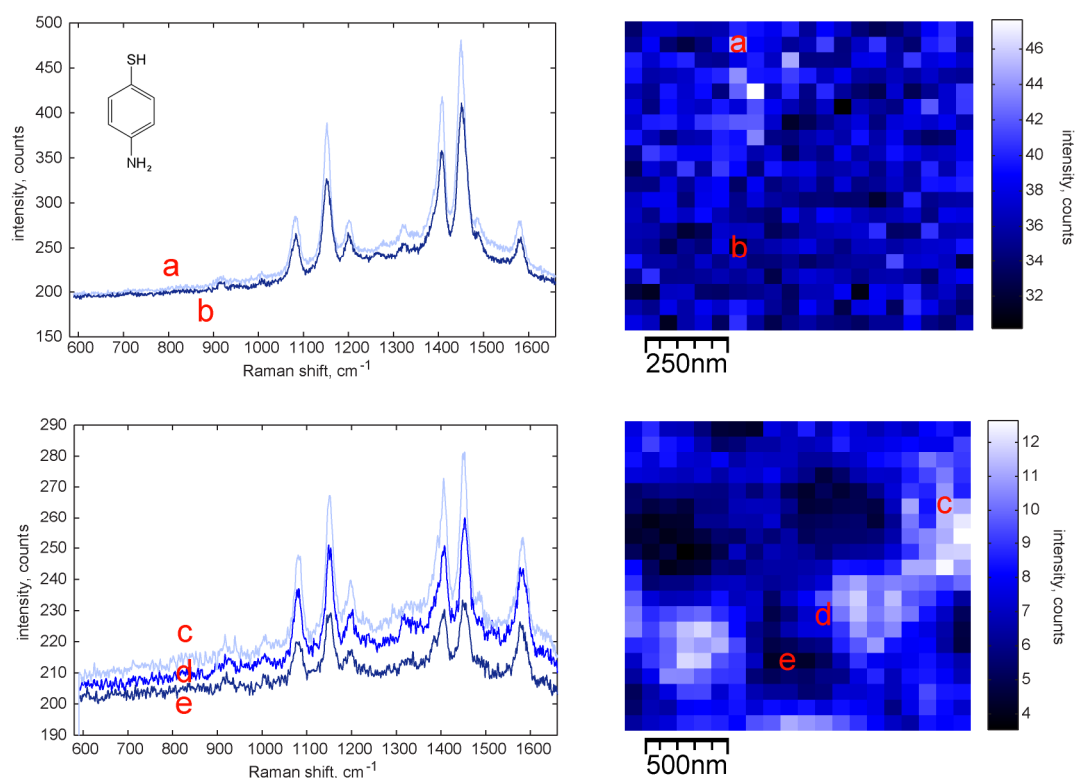 500
450
400
350
300
250
200
150
intensity, counts
SH
NH2
a
b
600 700 800 900 1000 1100 1200 1300 1400 1500 1600
Raman shift, cm-1
a
b
250nm
46
44
42
40
38
36
34
32
intensity, counts
290
280
270
260
250
240
230
220
210
200
190
intensity, counts
c
d
e
600 700 800 900 1000 1100 1200 1300 1400 1500 1600
Raman shift, cm-1
c
d
e
500nm
12
11
10
9
8
7
6
5
4
intensity, counts